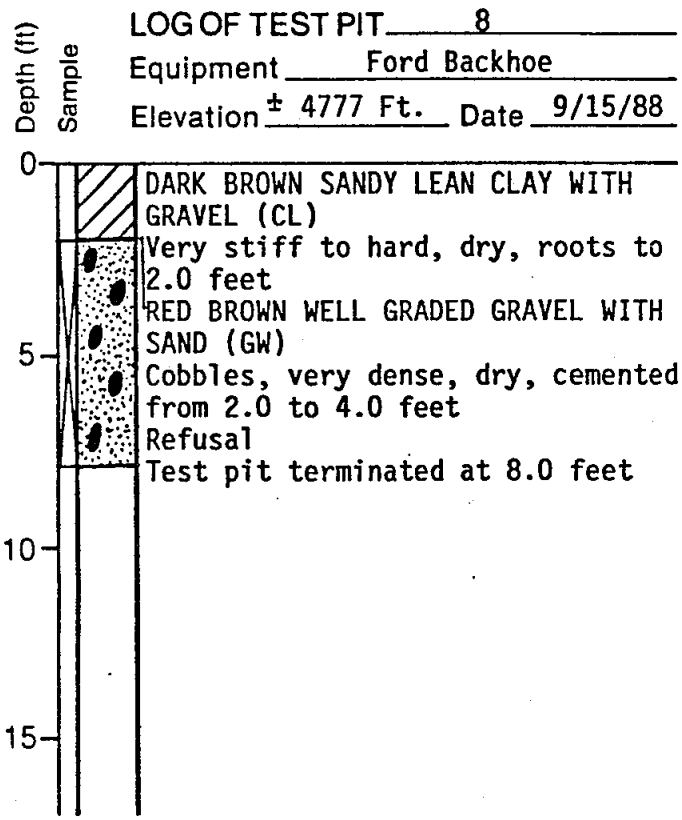 LOG OF TEST PIT 8
Equipment Ford Backhoe
Elevation ± 4777 Ft. Date 9/15/88
Depth (ft)
Sample
0
DARK BROWN SANDY LEAN CLAY WITH
GRAVEL (CL)
Very stiff to hard, dry, roots to
2.0 feet
RED BROWN WELL GRADED GRAVEL WITH
SAND (GW)
5
Cobbles, very dense, dry, cemented
from 2.0 to 4.0 feet
Refusal
Test pit terminated at 8.0 feet
10
15